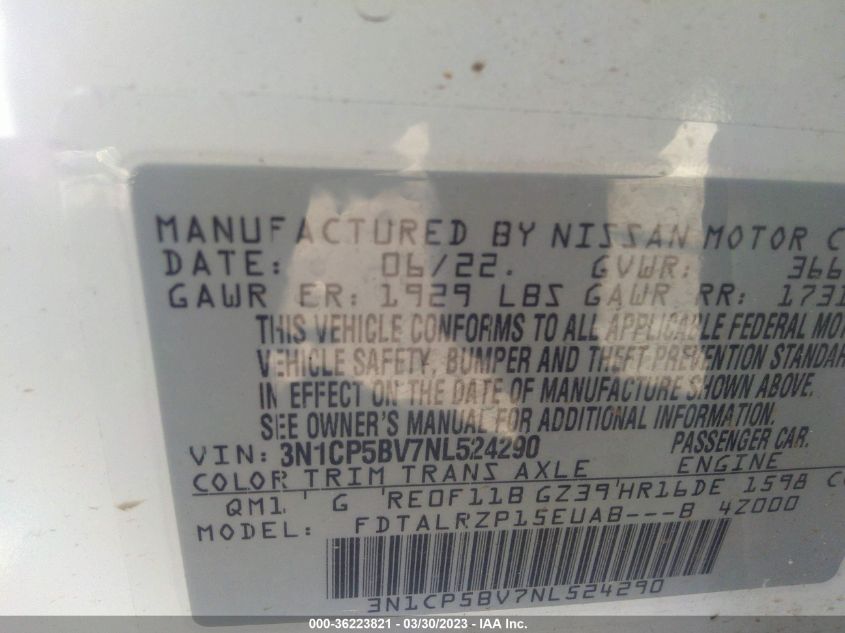 MANUFACTURED BY NISSAN MOTOR C
DATE: 06/22. GVWR: 366
GAWR FR: 1929 LBS GAWR RR: 1731
THIS VEHICLE CONFORMS TO ALL APPLICABLE FEDERAL MO
VEHICLE SAFETY, BUMPER AND THEFT PREVENTION STANDAR
IN EFFECT ON THE DATE OF MANUFACTURE SHOWN ABOVE.
SEE OWNER'S MANUAL FOR ADDITIONAL INFORMATION.
VIN: 3N1CP5BV7NL524290 PASSENGER CAR.
COLOR TRIM TRANS AXLE ENGINE
QM1 G RE0F11B GZ39 HR16DE 1598 C
MODEL: FDTALRZP15EUAB---B 4Z000
3N1CP5BV7NL524290
000-36223821 - 03/30/2023 - IAA Inc.